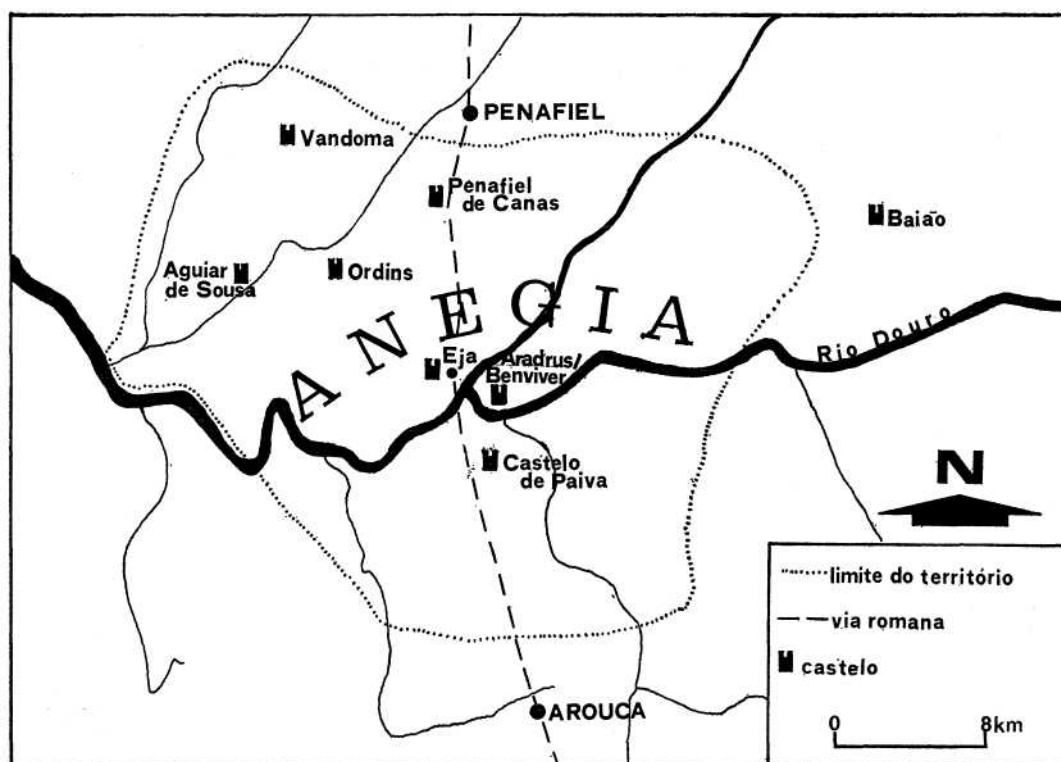 PENAFIEL
Vandoma
Penafiel
de Canas
Baião
Aguiar
de Sousa
Ordins
ANEGIA
Rio Douro
Eja
Aradrus/
Benviver
Castelo
de Paiva
N
limite do território
via romana
castelo
0 8km
AROUCA